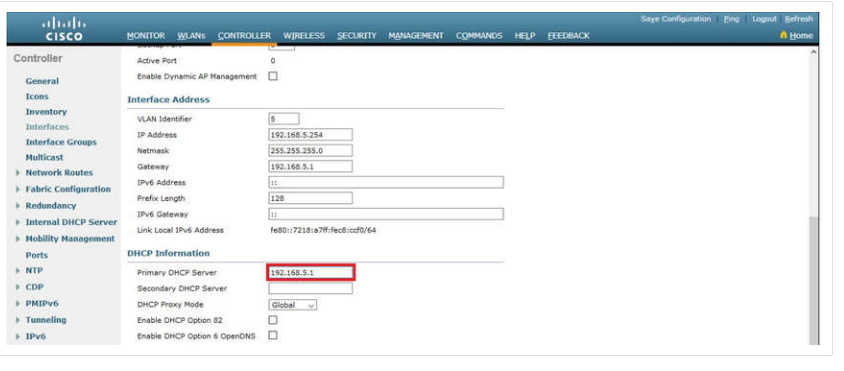 Save Configuration Ping Logout Refresh
CISCO MONITOR WLANs CONTROLLER WIRELESS SECURITY MANAGEMENT COMMANDS HELP FEEDBACK Home
Controller
General
Icons
Inventory
Interfaces
Interface Groups
Multicast
Network Routes
Fabric Configuration
Redundancy
Internal DHCP Server
Mobility Management
Ports
NTP
CDP
PMIPv6
Tunneling
IPv6
Active Port 0
Enable Dynamic AP Management
Interface Address
VLAN Identifier 5
IP Address 192.168.5.254
Netmask 255.255.255.0
Gateway 192.168.5.1
IPv6 Address ::
Prefix Length 128
IPv6 Gateway ::
Link Local IPv6 Address fe80::7218:a7ff:fec8:ccf0/64
DHCP Information
Primary DHCP Server 192.168.5.1
Secondary DHCP Server
DHCP Proxy Mode Global
Enable DHCP Option 82
Enable DHCP Option 6 OpenDNS